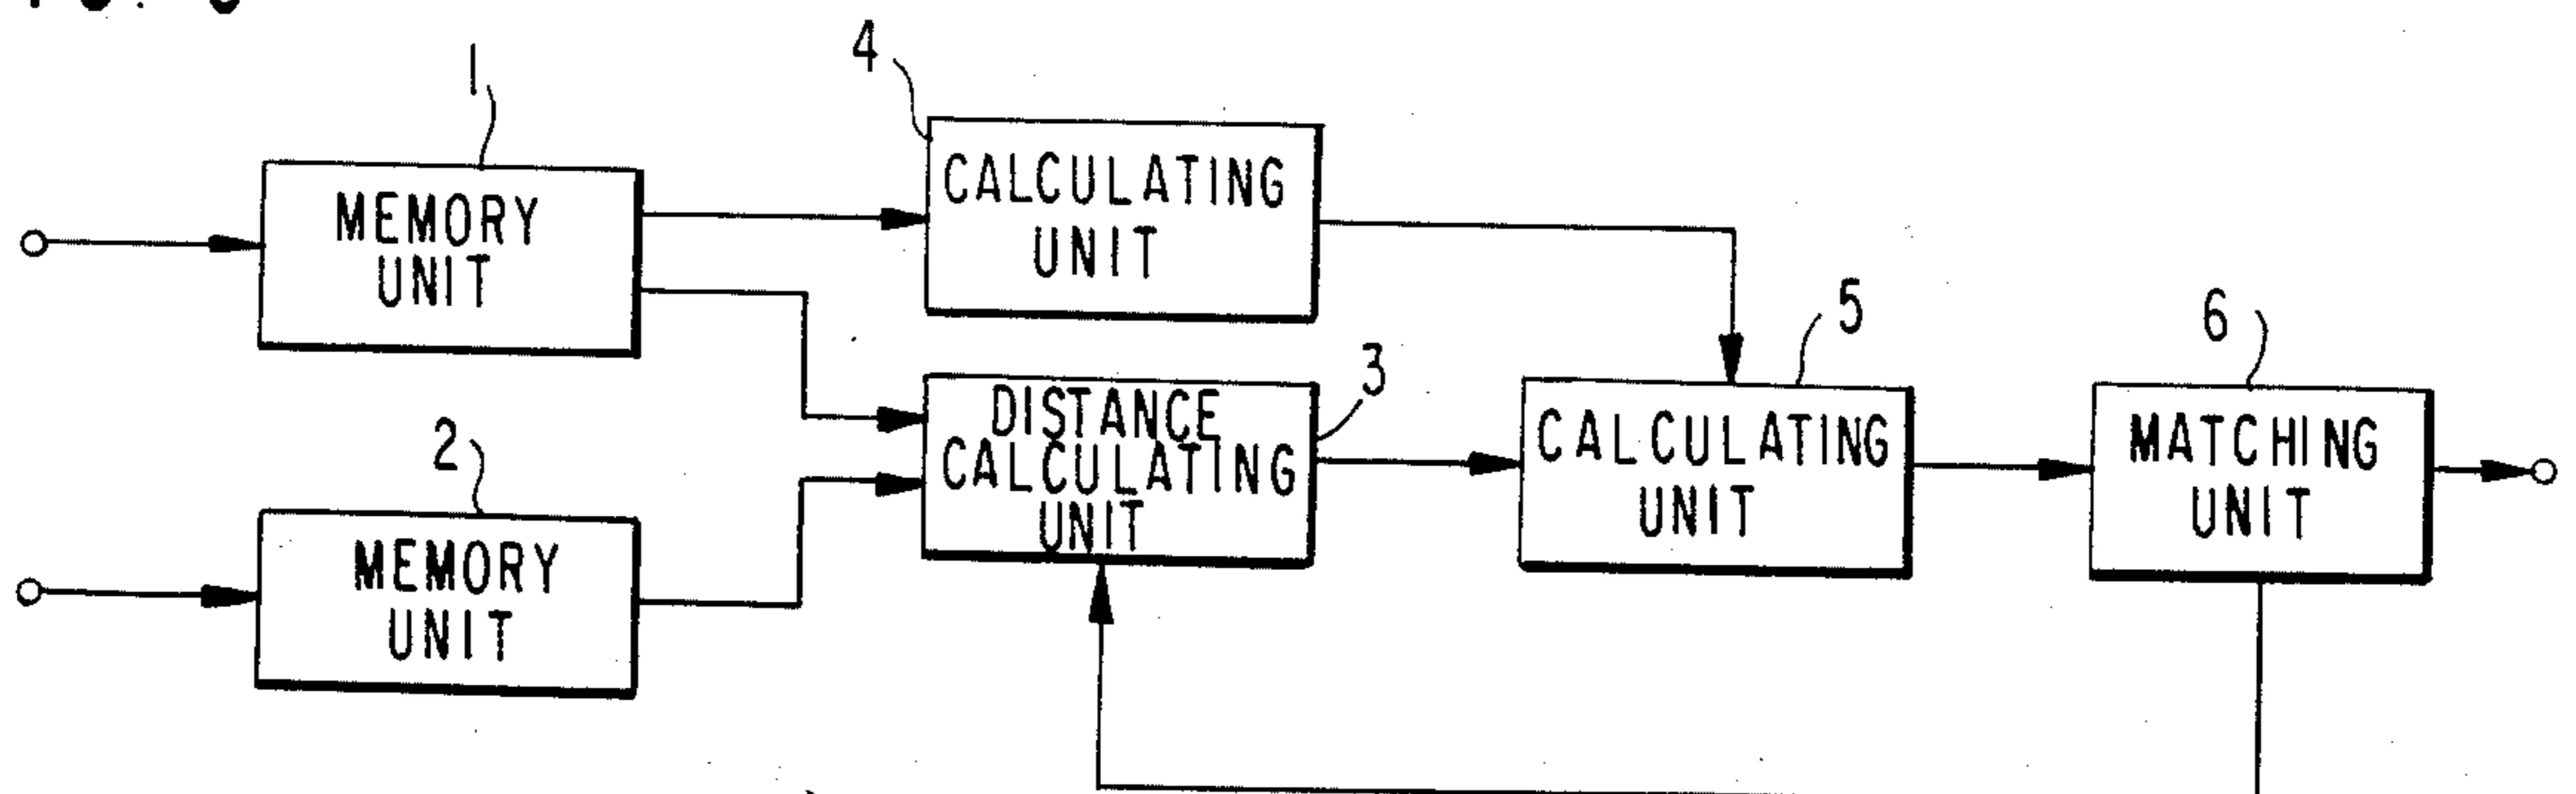 1
4
MEMORY
UNIT
CALCULATING
UNIT
2
MEMORY
UNIT
3
DISTANCE
CALCULATING
UNIT
5
CALCULATING
UNIT
6
MATCHING
UNIT